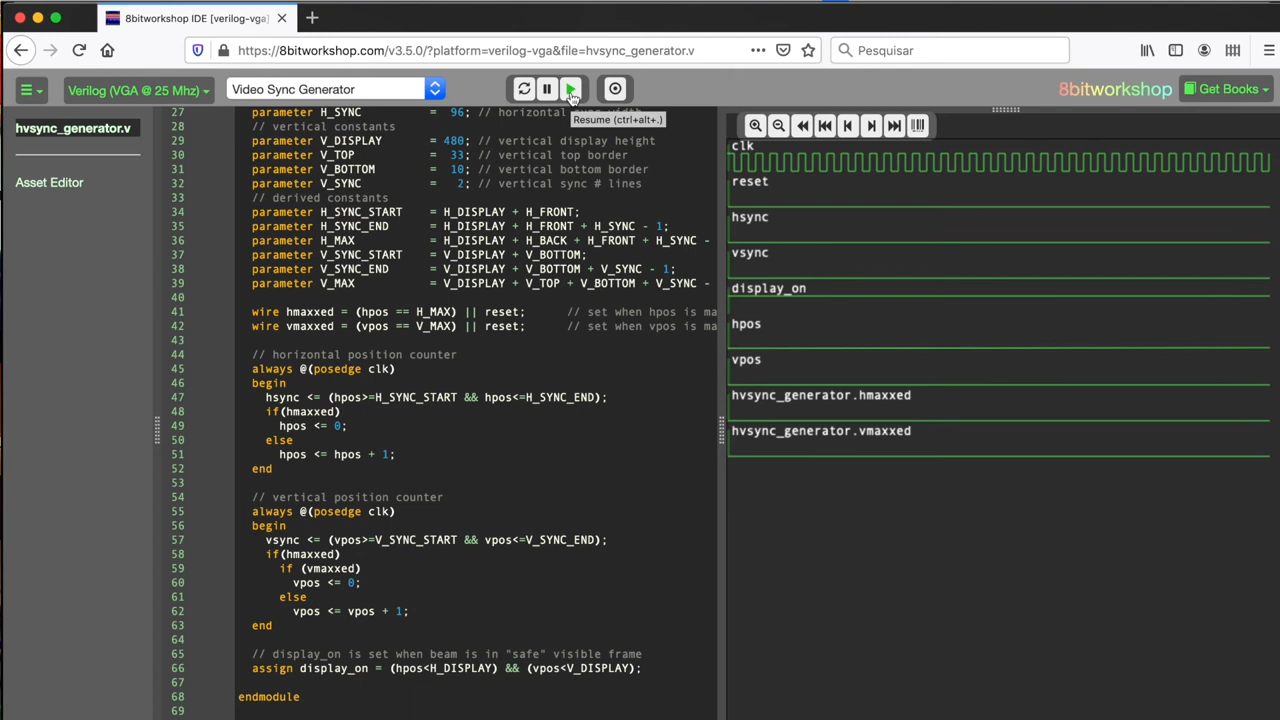 8bitworkshop IDE [verilog-vga]
https://8bitworkshop.com/v3.5.0/?platform=verilog-vga&file=hvsync_generator.v
Pesquisar
Verilog (VGA @ 25 Mhz)
Video Sync Generator
8bitworkshop
Get Books
Resume (ctrl+alt+.)
hvsync_generator.v
Asset Editor
27 parameter H_SYNC = 96; // horizontal sync width
28 // vertical constants
29 parameter V_DISPLAY = 480; // vertical display height
30 parameter V_TOP = 33; // vertical top border
31 parameter V_BOTTOM = 10; // vertical bottom border
32 parameter V_SYNC = 2; // vertical sync # lines
33 // derived constants
34 parameter H_SYNC_START = H_DISPLAY + H_FRONT;
35 parameter H_SYNC_END = H_DISPLAY + H_FRONT + H_SYNC - 1;
36 parameter H_MAX = H_DISPLAY + H_BACK + H_FRONT + H_SYNC -
37 parameter V_SYNC_START = V_DISPLAY + V_BOTTOM;
38 parameter V_SYNC_END = V_DISPLAY + V_BOTTOM + V_SYNC - 1;
39 parameter V_MAX = V_DISPLAY + V_TOP + V_BOTTOM + V_SYNC -
40
41 wire hmaxxed = (hpos == H_MAX) || reset; // set when hpos is ma
42 wire vmaxxed = (vpos == V_MAX) || reset; // set when vpos is ma
43
44 // horizontal position counter
45 always @(posedge clk)
46 begin
47 hsync <= (hpos>=H_SYNC_START && hpos<=H_SYNC_END);
48 if(hmaxxed)
49 hpos <= 0;
50 else
51 hpos <= hpos + 1;
52 end
53
54 // vertical position counter
55 always @(posedge clk)
56 begin
57 vsync <= (vpos>=V_SYNC_START && vpos<=V_SYNC_END);
58 if(hmaxxed)
59 if (vmaxxed)
60 vpos <= 0;
61 else
62 vpos <= vpos + 1;
63 end
64
65 // display_on is set when beam is in "safe" visible frame
66 assign display_on = (hpos<H_DISPLAY) && (vpos<V_DISPLAY);
67
68 endmodule
69
clk
reset
hsync
vsync
display_on
hpos
vpos
hvsync_generator.hmaxxed
hvsync_generator.vmaxxed